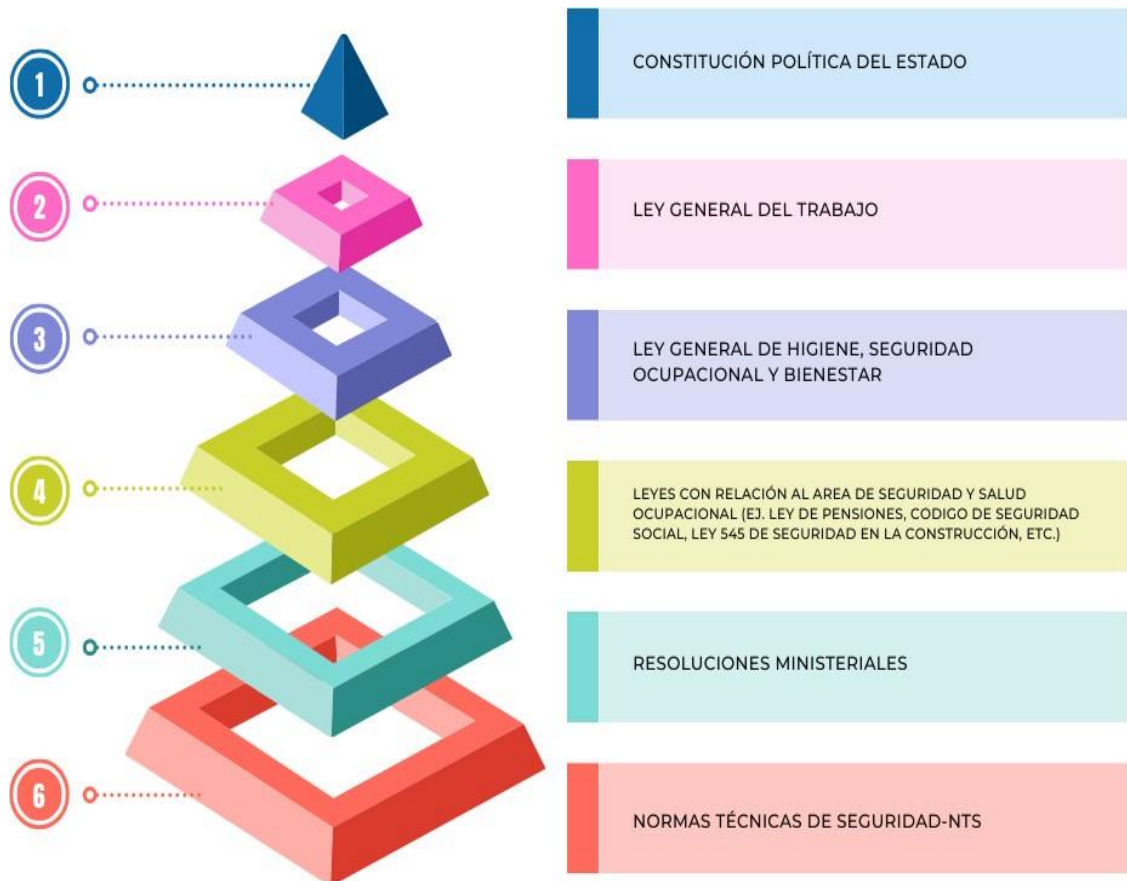 1
CONSTITUCIÓN POLÍTICA DEL ESTADO
2
LEY GENERAL DEL TRABAJO
3
LEY GENERAL DE HIGIENE, SEGURIDAD
OCUPACIONAL Y BIENESTAR
4
LEYES CON RELACIÓN AL AREA DE SEGURIDAD Y SALUD
OCUPACIONAL (EJ. LEY DE PENSIONES, CODIGO DE SEGURIDAD
SOCIAL, LEY 545 DE SEGURIDAD EN LA CONSTRUCCIÓN, ETC.)
5
RESOLUCIONES MINISTERIALES
6
NORMAS TÉCNICAS DE SEGURIDAD-NTS